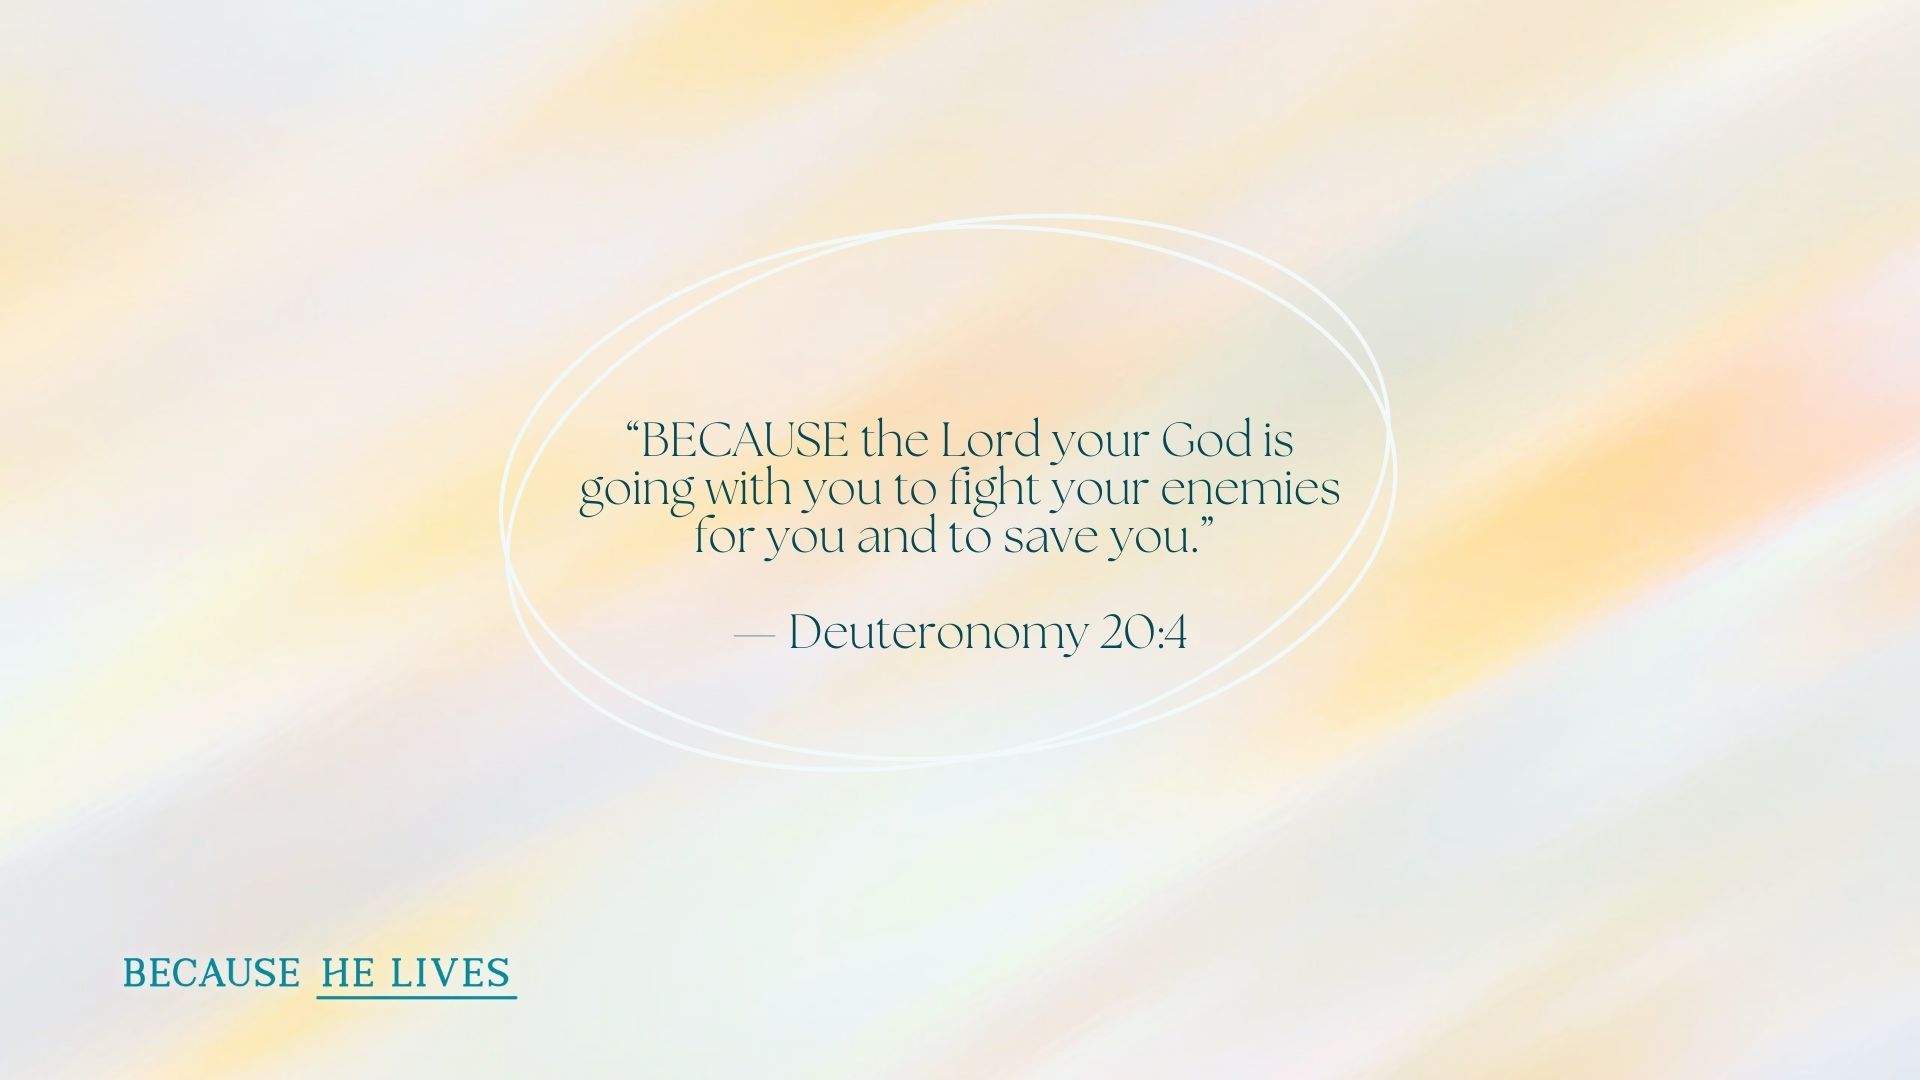 “BECAUSE the Lord your God is
going with you to fight your enemies
for you and to save you.”
— Deuteronomy 20:4
BECAUSE HE LIVES